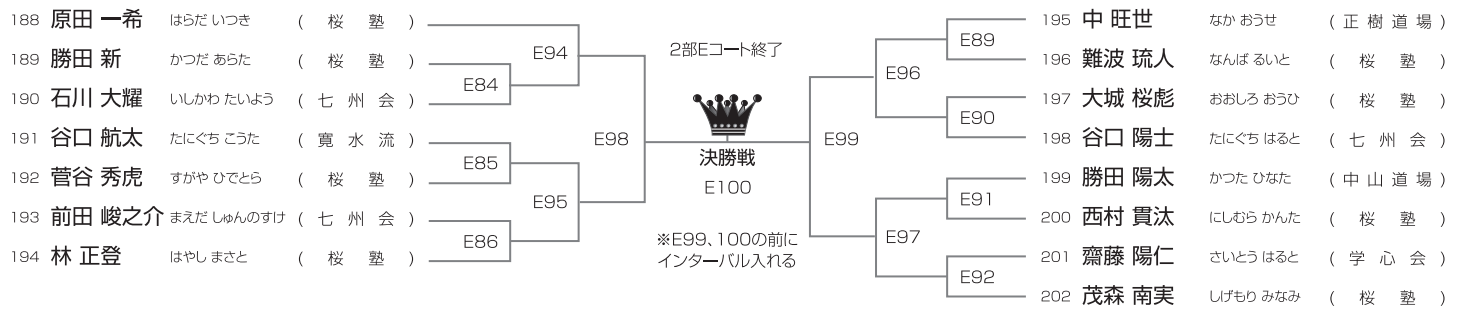 188 原田 一希 はらだ いつき ( 桜 塾 )
189 勝田 新 かつだ あらた ( 桜 塾 )
190 石川 大耀 いしかわ たいよう ( 七 州 会 )
191 谷口 航太 たにぐち こうた ( 寛 水 流 )
192 菅谷 秀虎 すがや ひでとら ( 桜 塾 )
193 前田 峻之介 まえだ しゅんのすけ ( 七 州 会 )
194 林 正登 はやし まさと ( 桜 塾 )
E94
E84
E85
E95
E86
E98
2部Eコート終了
決勝戦
E100
※E99、100の前に
インターバル入れる
E99
E96
E97
E89
E90
E91
E92
195 中 旺世 なか おうせ ( 正 樹 道 場 )
196 難波 琉人 なんば るいと ( 桜 塾 )
197 大城 桜彪 おおしろ おうひ ( 桜 塾 )
198 谷口 陽士 たにぐち はると ( 七 州 会 )
199 勝田 陽太 かつた ひなた ( 中 山 道 場 )
200 西村 貫汰 にしむら かんた ( 桜 塾 )
201 齋藤 陽仁 さいとう はると ( 学 心 会 )
202 茂森 南実 しげもり みなみ ( 桜 塾 )